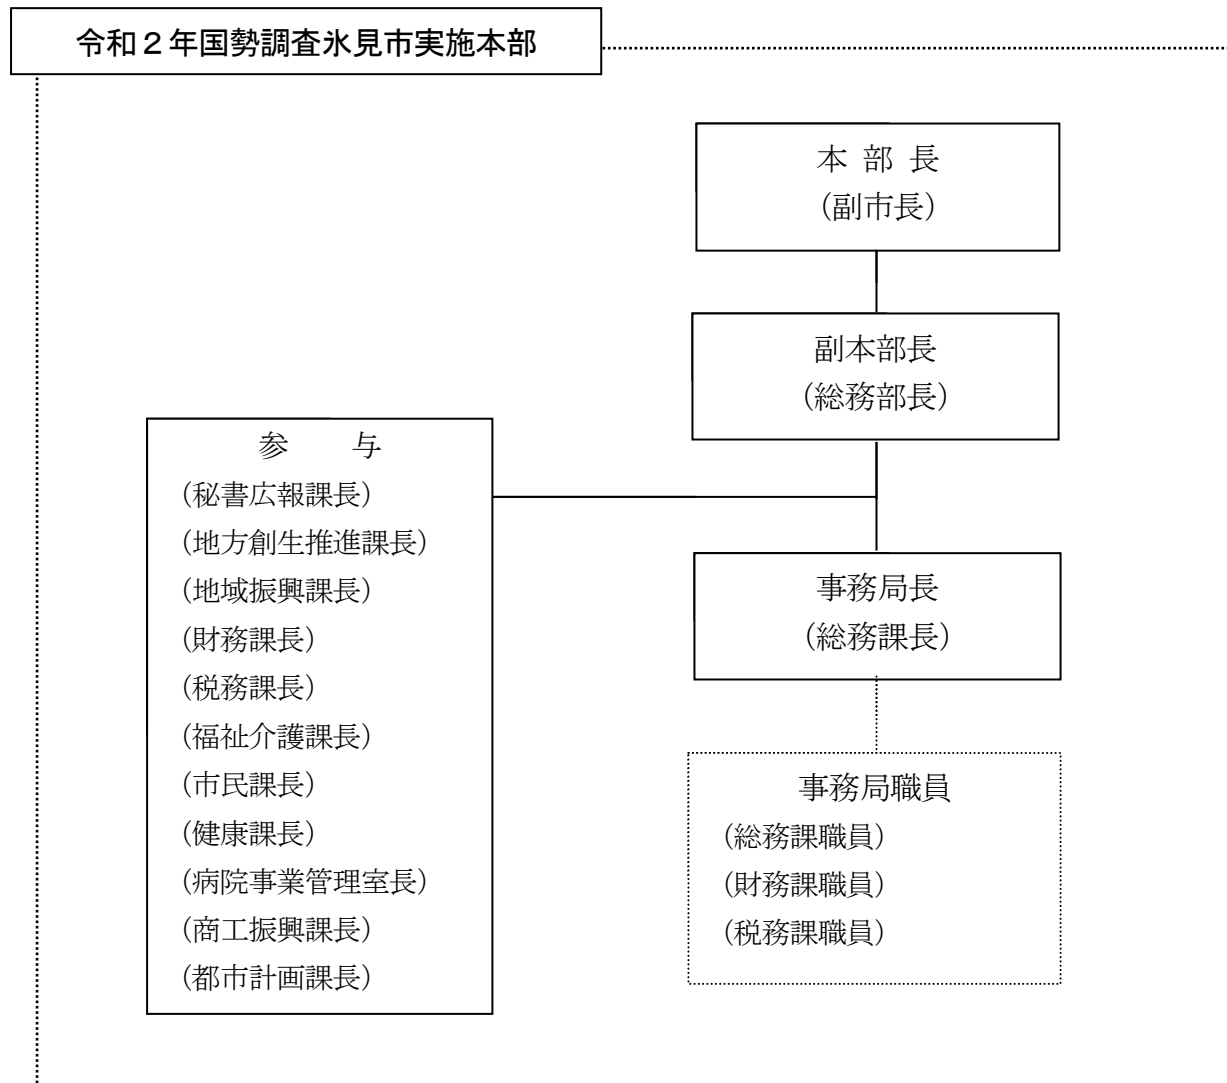 令和２年国勢調査氷見市実施本部
本 部 長
（副市長）
副本部長
（総務部長）
参　　与
（秘書広報課長）
（地方創生推進課長）
（地域振興課長）
（財務課長）
（税務課長）
（福祉介護課長）
（市民課長）
（健康課長）
（病院事業管理室長）
（商工振興課長）
（都市計画課長）
事務局長
（総務課長）
事務局職員
（総務課職員）
（財務課職員）
（税務課職員）